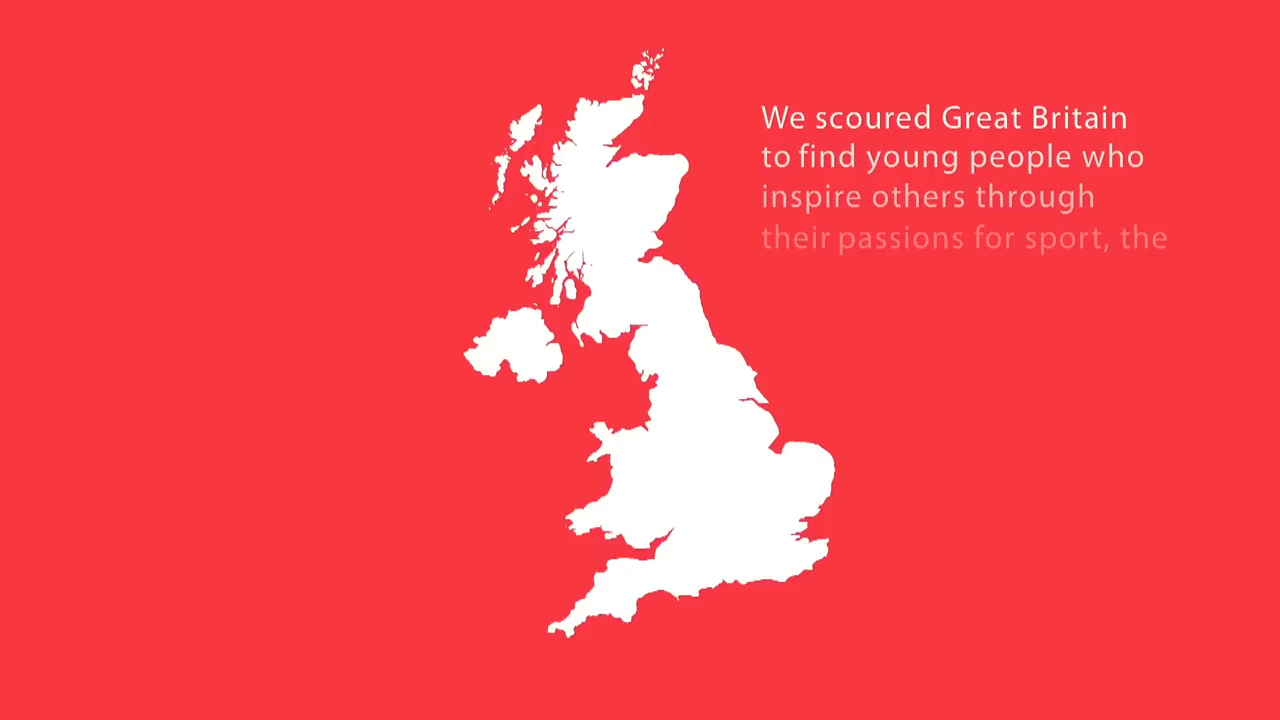 We scoured Great Britain
to find young people who
inspire others through
their passions for sport, the